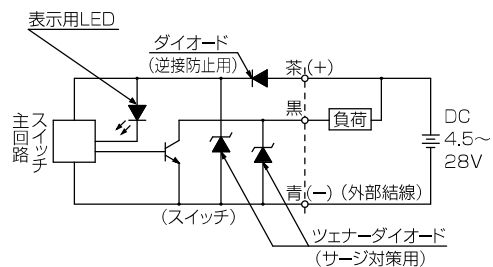 表示用LED
ダイオード
(逆接防止用)
茶(+)
黒
負荷
DC
4.5~
28V
スイッチ
主回路
青(-)(外部結線)
(スイッチ)
ツェナーダイオード
(サージ対策用)